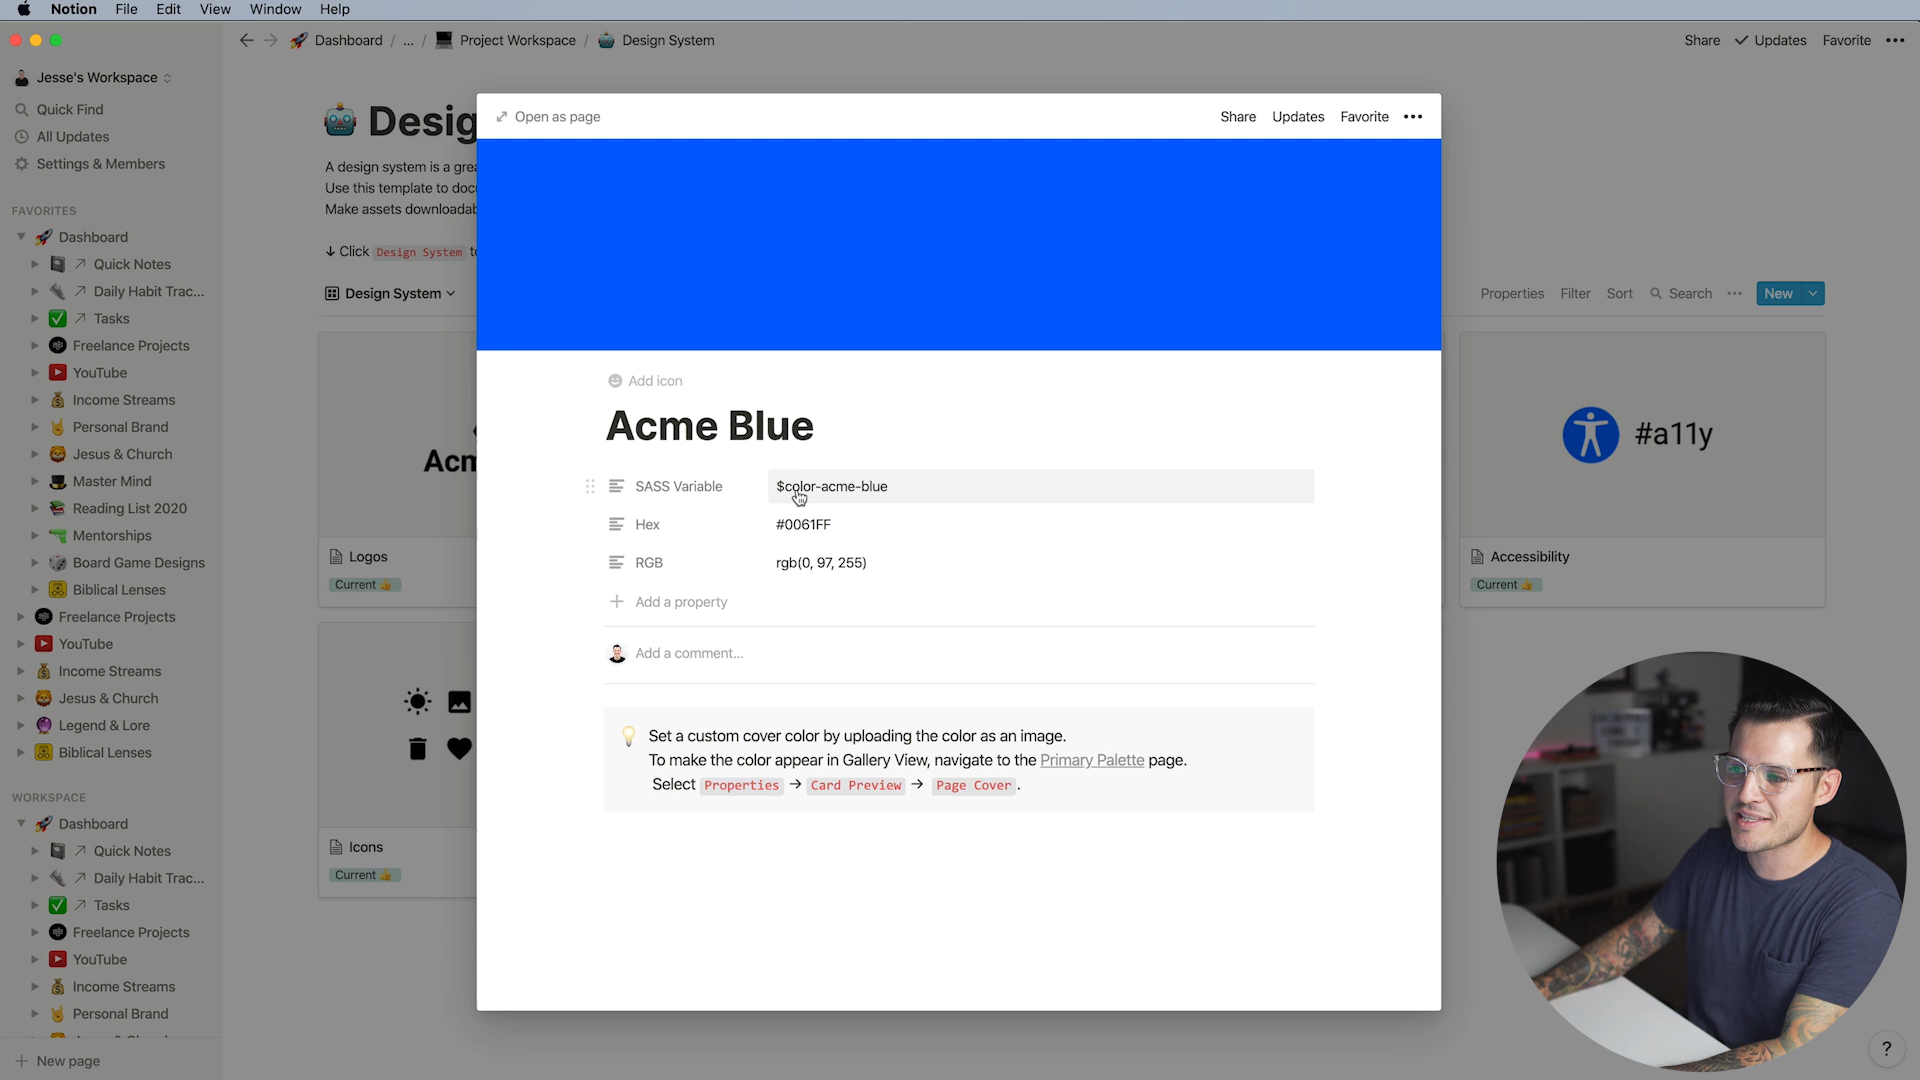 Notion File Edit View Window Help
Dashboard / ... / Project Workspace / Design System
Share Updates Favorite •••
Jesse's Workspace
Quick Find
All Updates
Settings & Members
FAVORITES
Dashboard
Quick Notes
Daily Habit Trac...
Tasks
Freelance Projects
YouTube
Income Streams
Personal Brand
Jesus & Church
Master Mind
Reading List 2020
Mentorships
Board Game Designs
Biblical Lenses
Freelance Projects
YouTube
Income Streams
Jesus & Church
Legend & Lore
Biblical Lenses
WORKSPACE
Dashboard
Quick Notes
Daily Habit Trac...
Tasks
Freelance Projects
YouTube
Income Streams
Personal Brand
New page
Desig
A design system is a grea
Use this template to doc
Make assets downloadab
↓ Click Design System to
Design System
Properties Filter Sort Search ••• New
Acm
Logos
Current 👍
Icons
Current 👍
#a11y
Accessibility
Current 👍
Open as page
Share Updates Favorite •••
Add icon
Acme Blue
SASS Variable $color-acme-blue
Hex #0061FF
RGB rgb(0, 97, 255)
Add a property
Add a comment...
Set a custom cover color by uploading the color as an image.
To make the color appear in Gallery View, navigate to the Primary Palette page.
Select Properties → Card Preview → Page Cover.
?